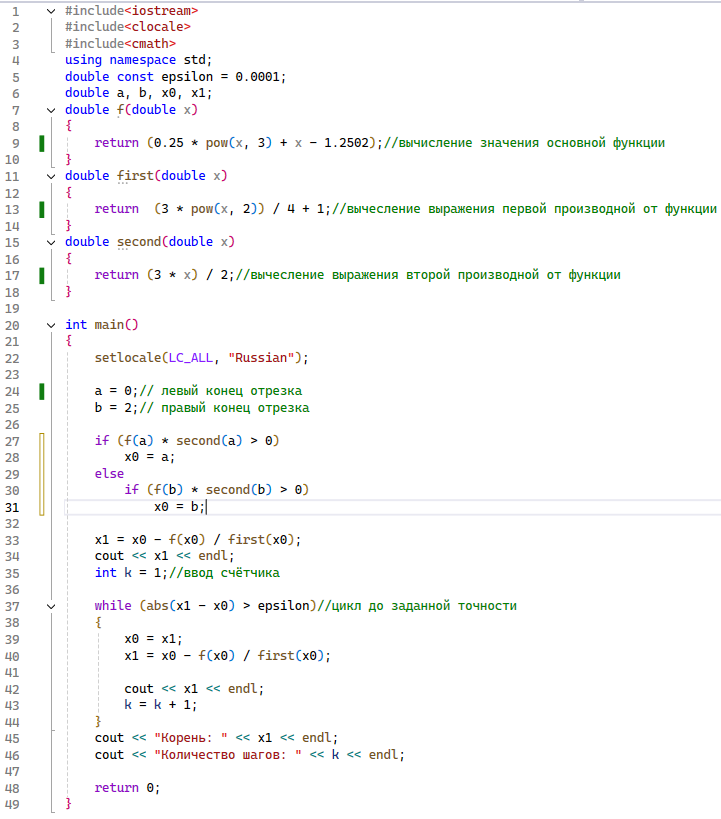 1 #include<iostream>
2 #include<clocale>
3 #include<cmath>
4 using namespace std;
5 double const epsilon = 0.0001;
6 double a, b, x0, x1;
7 double f(double x)
8 {
9 return (0.25 * pow(x, 3) + x - 1.2502);//вычисление значения основной функции
10 }
11 double first(double x)
12 {
13 return  (3 * pow(x, 2)) / 4 + 1;//вычесление выражения первой производной от функции
14 }
15 double second(double x)
16 {
17 return (3 * x) / 2;//вычесление выражения второй производной от функции
18 }
19
20 int main()
21 {
22 setlocale(LC_ALL, "Russian");
23
24 a = 0;// левый конец отрезка
25 b = 2;// правый конец отрезка
26
27 if (f(a) * second(a) > 0)
28 x0 = a;
29 else
30 if (f(b) * second(b) > 0)
31 x0 = b;
32
33 x1 = x0 - f(x0) / first(x0);
34 cout << x1 << endl;
35 int k = 1;//ввод счётчика
36
37 while (abs(x1 - x0) > epsilon)//цикл до заданной точности
38 {
39 x0 = x1;
40 x1 = x0 - f(x0) / first(x0);
41
42 cout << x1 << endl;
43 k = k + 1;
44 }
45 cout << "Корень: " << x1 << endl;
46 cout << "Количество шагов: " << k << endl;
47
48 return 0;
49 }